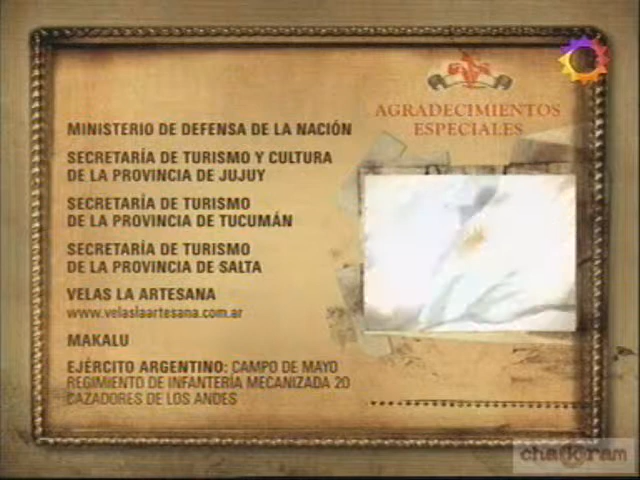 AGRADECIMIENTOS
ESPECIALES
MINISTERIO DE DEFENSA DE LA NACIÓN
SECRETARÍA DE TURISMO Y CULTURA
DE LA PROVINCIA DE JUJUY
SECRETARÍA DE TURISMO
DE LA PROVINCIA DE TUCUMÁN
SECRETARÍA DE TURISMO
DE LA PROVINCIA DE SALTA
VELAS LA ARTESANA
www.velaslaartesana.com.ar
MAKALU
EJÉRCITO ARGENTINO: CAMPO DE MAYO
REGIMIENTO DE INFANTERÍA MECANIZADA 20
CAZADORES DE LOS ANDES